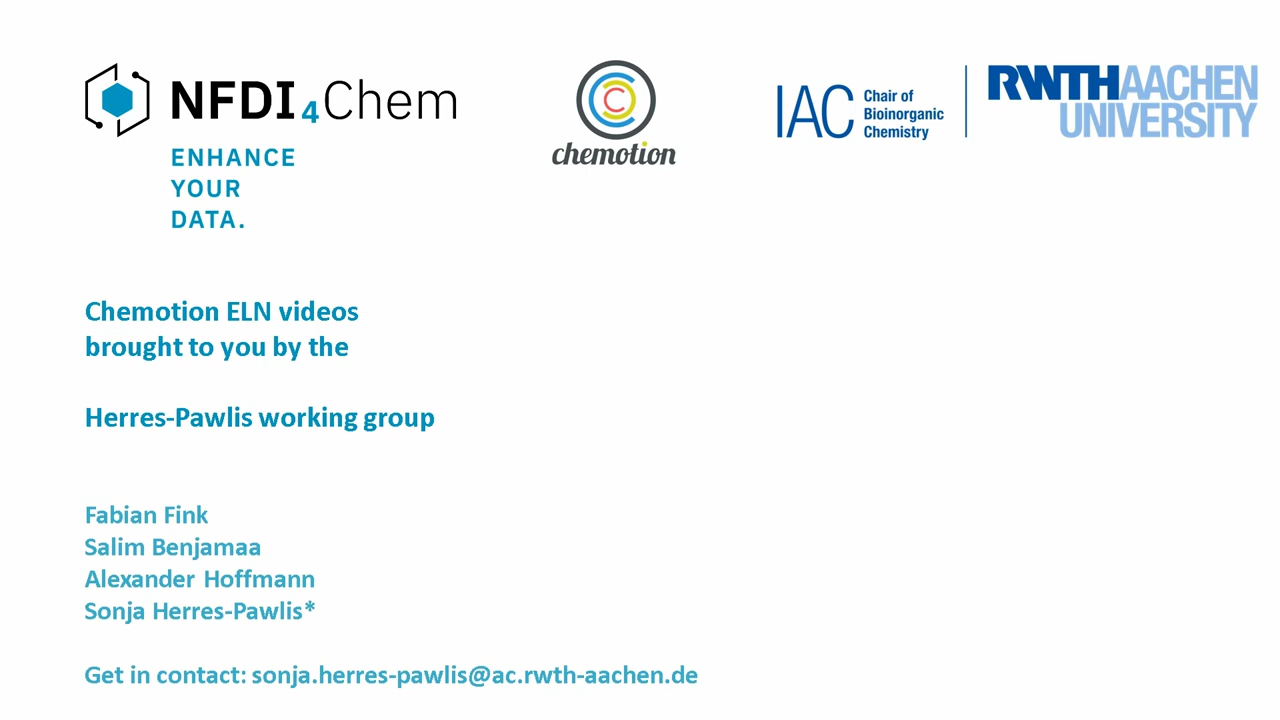 NFDI4Chem
ENHANCE
YOUR
DATA.
chemotion
IAC
Chair of
Bioinorganic
Chemistry
RWTHAACHEN
UNIVERSITY
Chemotion ELN videos
brought to you by the
Herres-Pawlis working group
Fabian Fink
Salim Benjamaa
Alexander Hoffmann
Sonja Herres-Pawlis*
Get in contact: sonja.herres-pawlis@ac.rwth-aachen.de